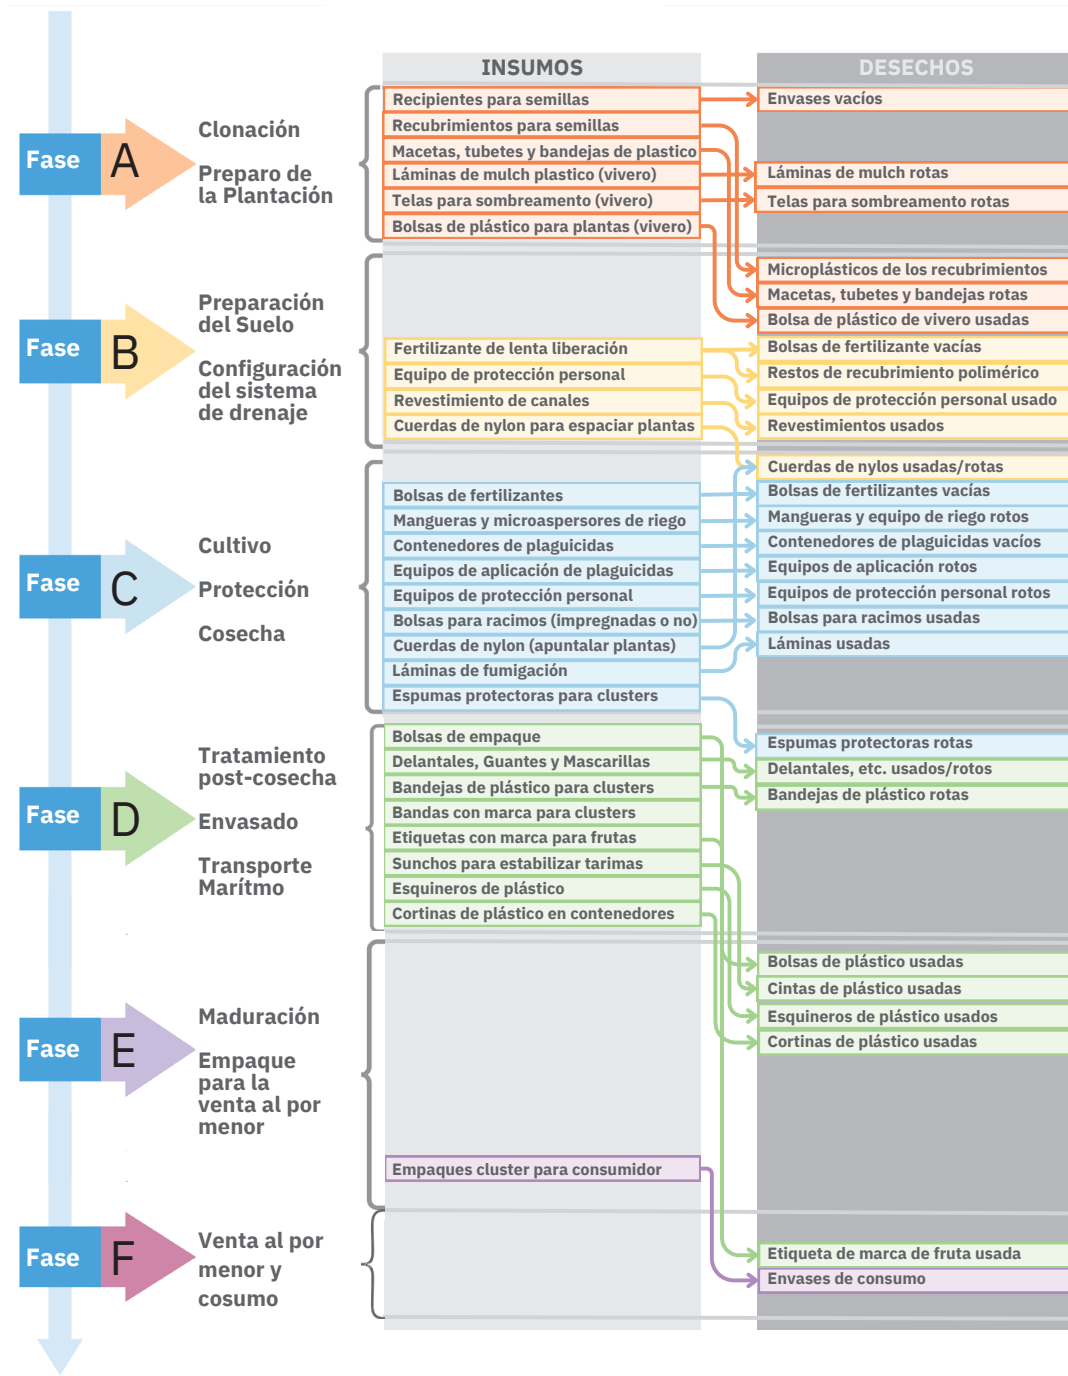 INSUMOS
DESECHOS
Fase A
Clonación
Preparo de
la Plantación
Recipientes para semillas
Recubrimientos para semillas
Macetas, tubetes y bandejas de plastico
Láminas de mulch plastico (vivero)
Telas para sombreamento (vivero)
Bolsas de plástico para plantas (vivero)
Envases vacíos
Láminas de mulch rotas
Telas para sombreamento rotas
Fase B
Preparación
del Suelo
Configuración
del sistema
de drenaje
Fertilizante de lenta liberación
Equipo de protección personal
Revestimiento de canales
Cuerdas de nylon para espaciar plantas
Microplásticos de los recubrimientos
Macetas, tubetes y bandejas rotas
Bolsa de plástico de vivero usadas
Bolsas de fertilizante vacías
Restos de recubrimiento polimérico
Equipos de protección personal usado
Revestimientos usados
Fase C
Cultivo
Protección
Cosecha
Bolsas de fertilizantes
Mangueras y microaspersores de riego
Contenedores de plaguicidas
Equipos de aplicación de plaguicidas
Equipos de protección personal
Bolsas para racimos (impregnadas o no)
Cuerdas de nylon (apuntalar plantas)
Láminas de fumigación
Espumas protectoras para clusters
Cuerdas de nylos usadas/rotas
Bolsas de fertilizantes vacías
Mangueras y equipo de riego rotos
Contenedores de plaguicidas vacíos
Equipos de aplicación rotos
Equipos de protección personal rotos
Bolsas para racimos usadas
Láminas usadas
Fase D
Tratamiento
post-cosecha
Envasado
Transporte
Marítmo
Bolsas de empaque
Delantales, Guantes y Mascarillas
Bandejas de plástico para clusters
Bandas con marca para clusters
Etiquetas con marca para frutas
Sunchos para estabilizar tarimas
Esquineros de plástico
Cortinas de plástico en contenedores
Espumas protectoras rotas
Delantales, etc. usados/rotos
Bandejas de plástico rotas
Fase E
Maduración
Empaque
para la
venta al por
menor
Empaques cluster para consumidor
Bolsas de plástico usadas
Cintas de plástico usadas
Esquineros de plástico usados
Cortinas de plástico usadas
Fase F
Venta al por
menor y
cosumo
Etiqueta de marca de fruta usada
Envases de consumo